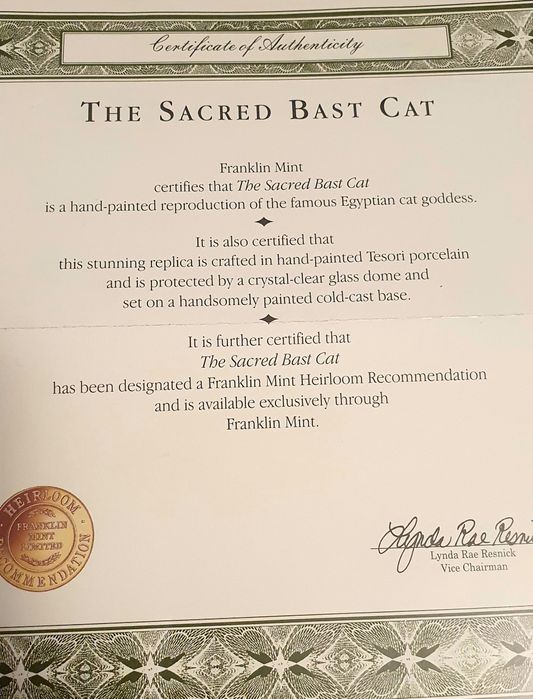 Certificate of Authenticity
THE SACRED BAST CAT
Franklin Mint
certifies that The Sacred Bast Cat
is a hand-painted reproduction of the famous Egyptian cat goddess.
It is also certified that
this stunning replica is crafted in hand-painted Tesori porcelain
and is protected by a crystal-clear glass dome and
set on a handsomely painted cold-cast base.
It is further certified that
The Sacred Bast Cat
has been designated a Franklin Mint Heirloom Recommendation
and is available exclusively through
Franklin Mint.
HEIRLOOM
FRANKLIN
MINT
LIMITED
RECOMMENDATION
Lynda Rae Resni
Lynda Rae Resnick
Vice Chairman